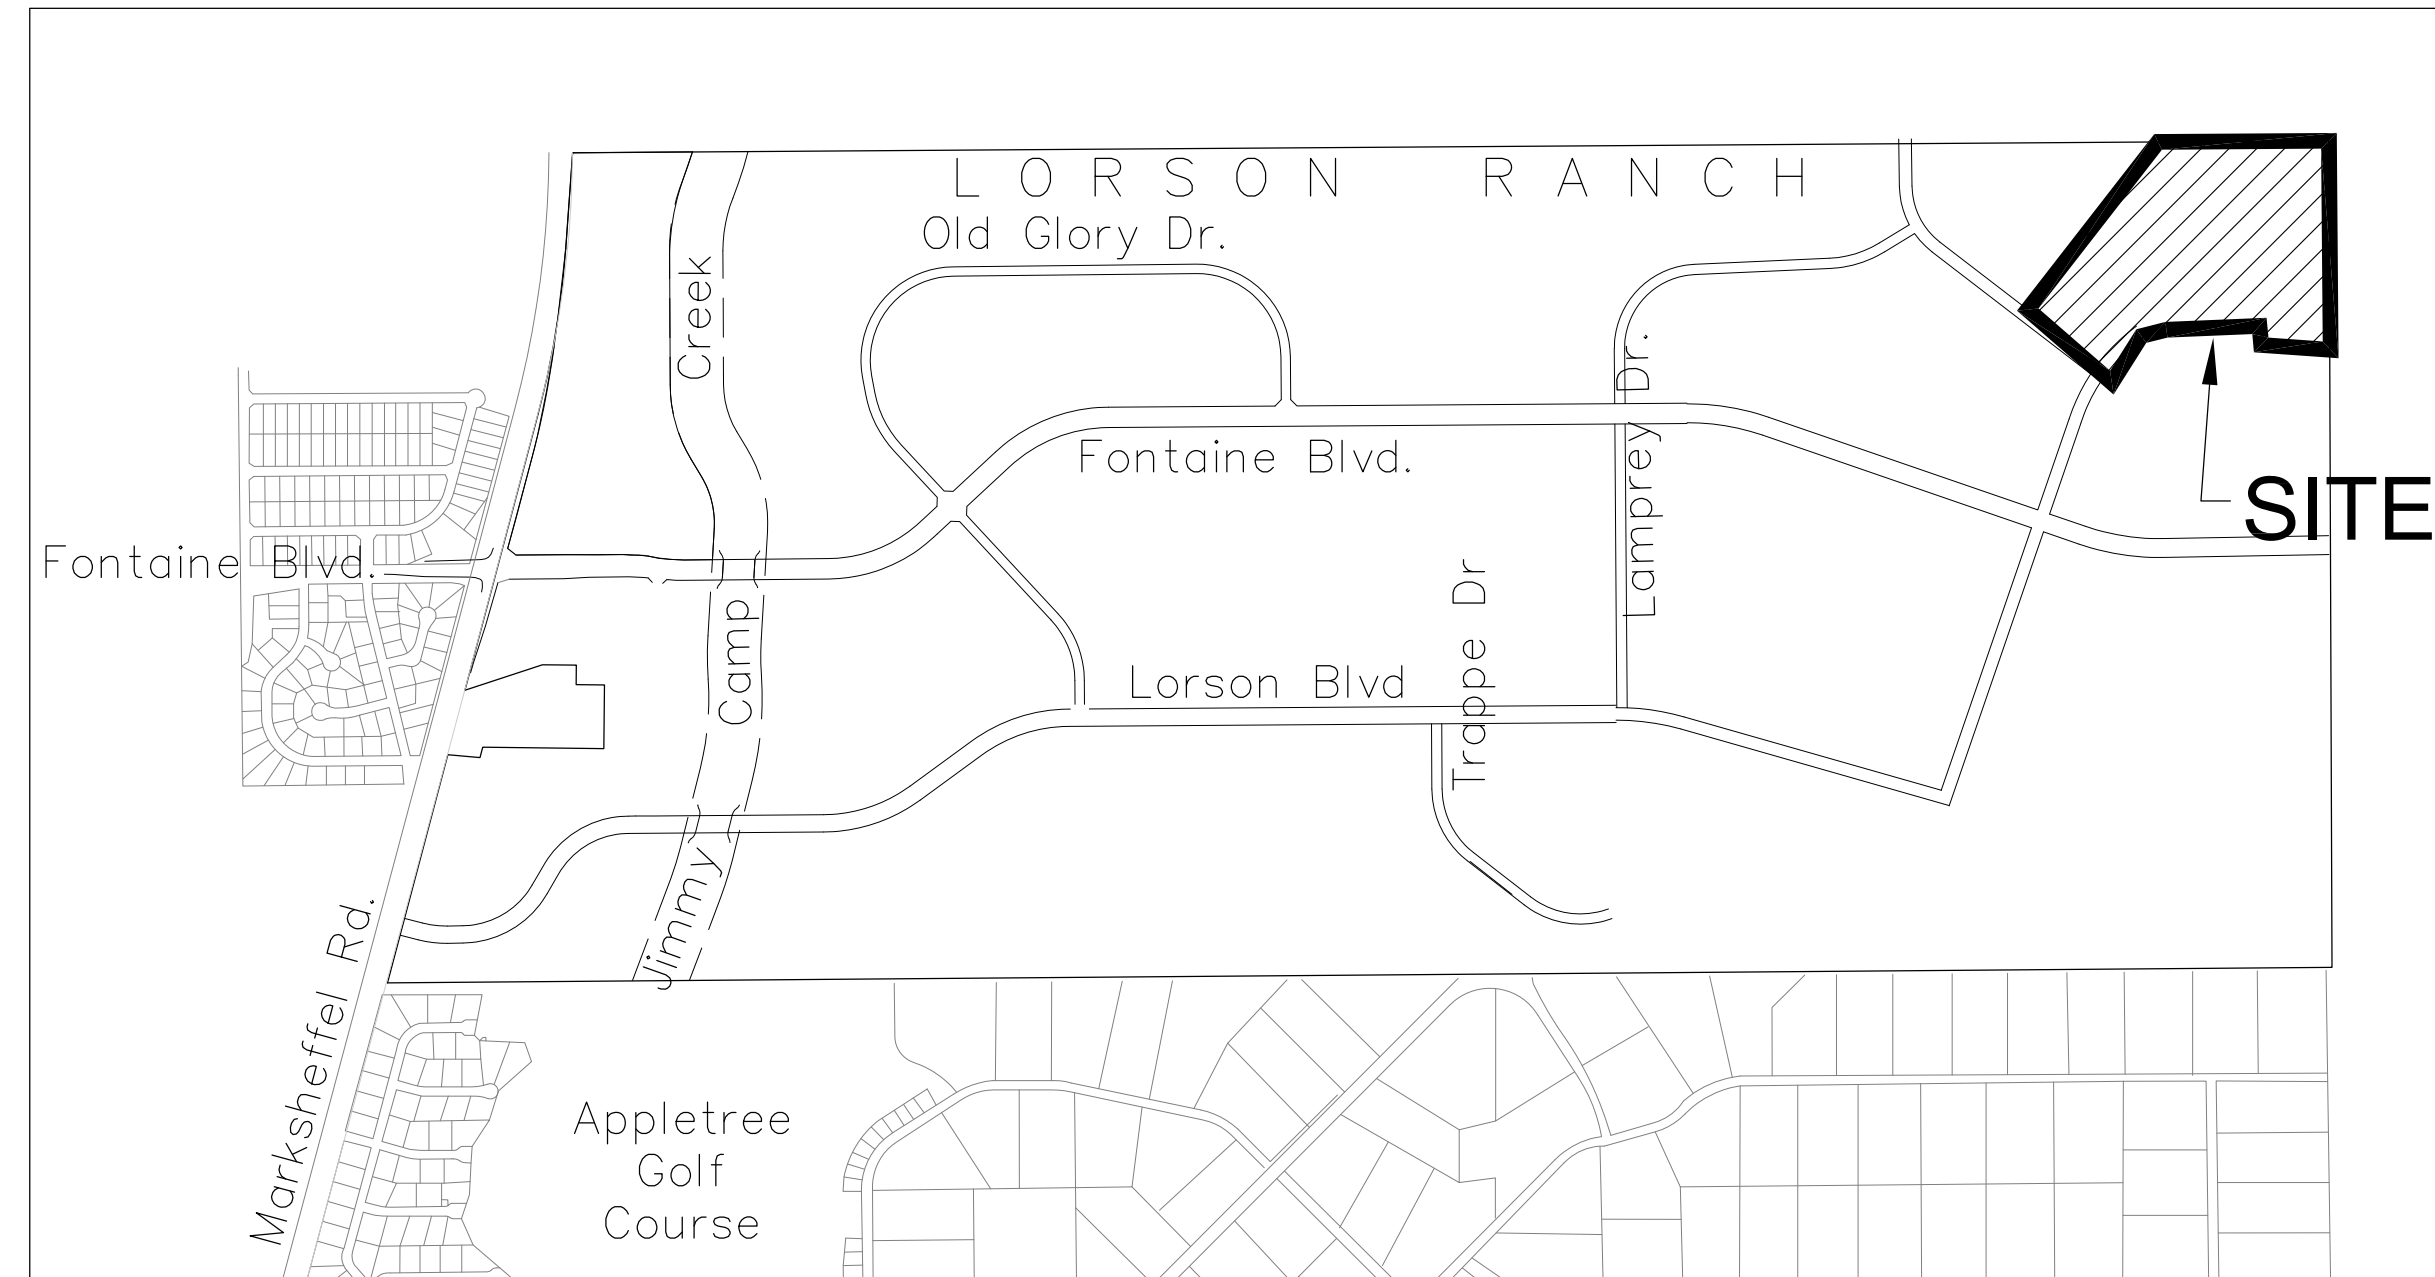 LORSON RANCH
Old Glory Dr.
Creek
Lamprey Dr.
Fontaine Blvd.
SITE
Fontaine Blvd.
Trappe Dr
Camp
Lorson Blvd
Jimmy
Marksheffel Rd.
Appletree
Golf
Course